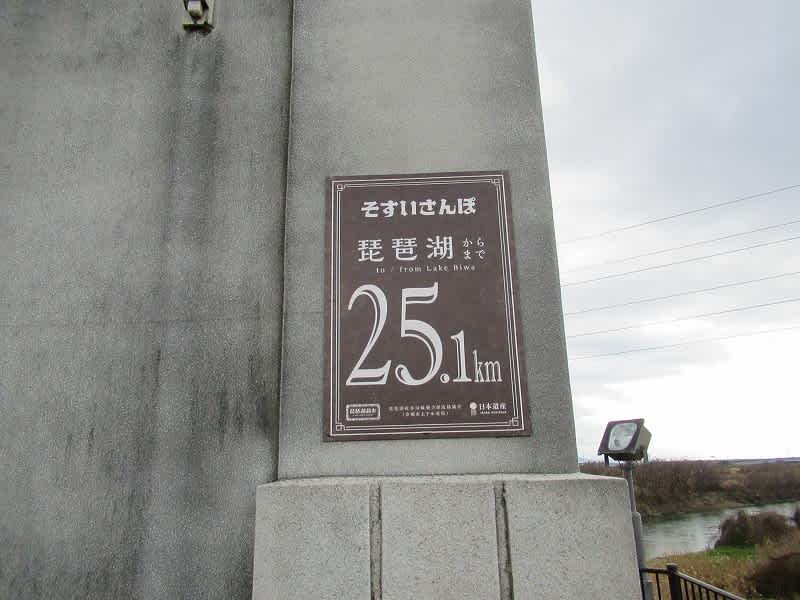 そすいさんぽ
琵琶湖から
まで
to / from Lake Biwa
25.1km
日本遺産